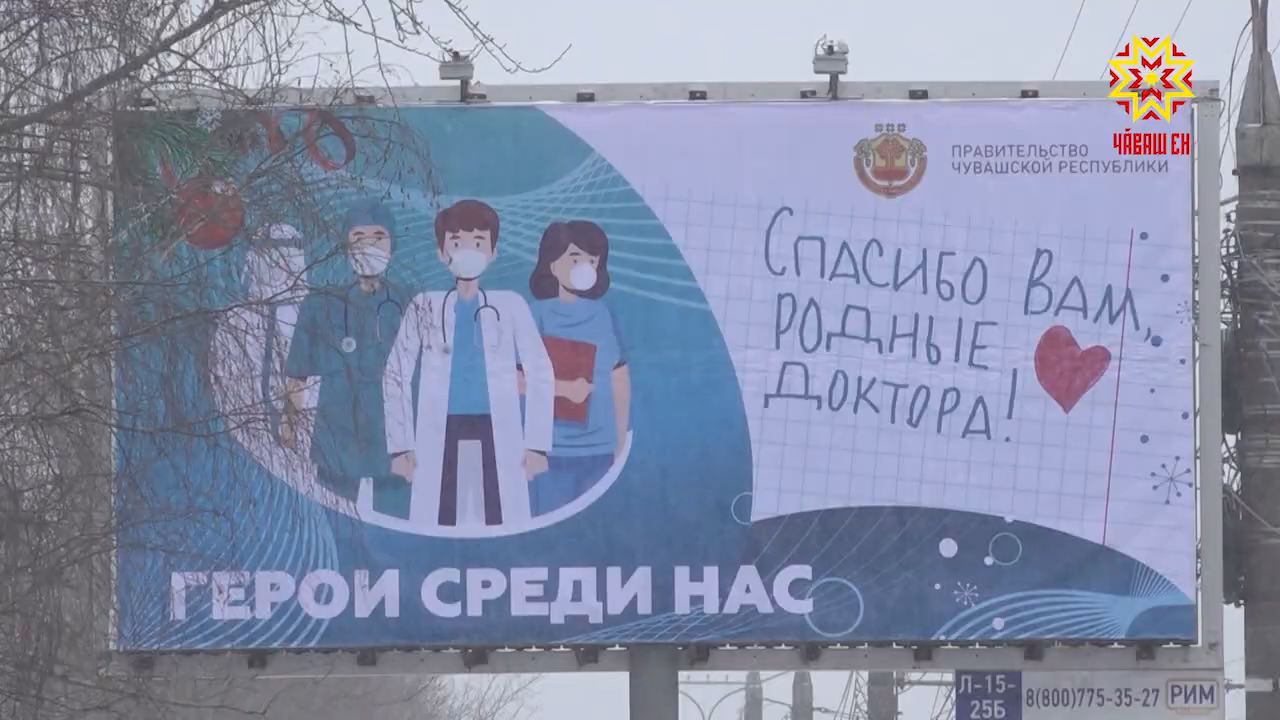 ЧӐВАШ ЕН
ПРАВИТЕЛЬСТВО
ЧУВАШСКОЙ РЕСПУБЛИКИ
СПАСИБО ВАМ,
РОДНЫЕ
ДОКТОРА!
ГЕРОИ СРЕДИ НАС
Л-15-
25Б
8(800)775-35-27
РИМ